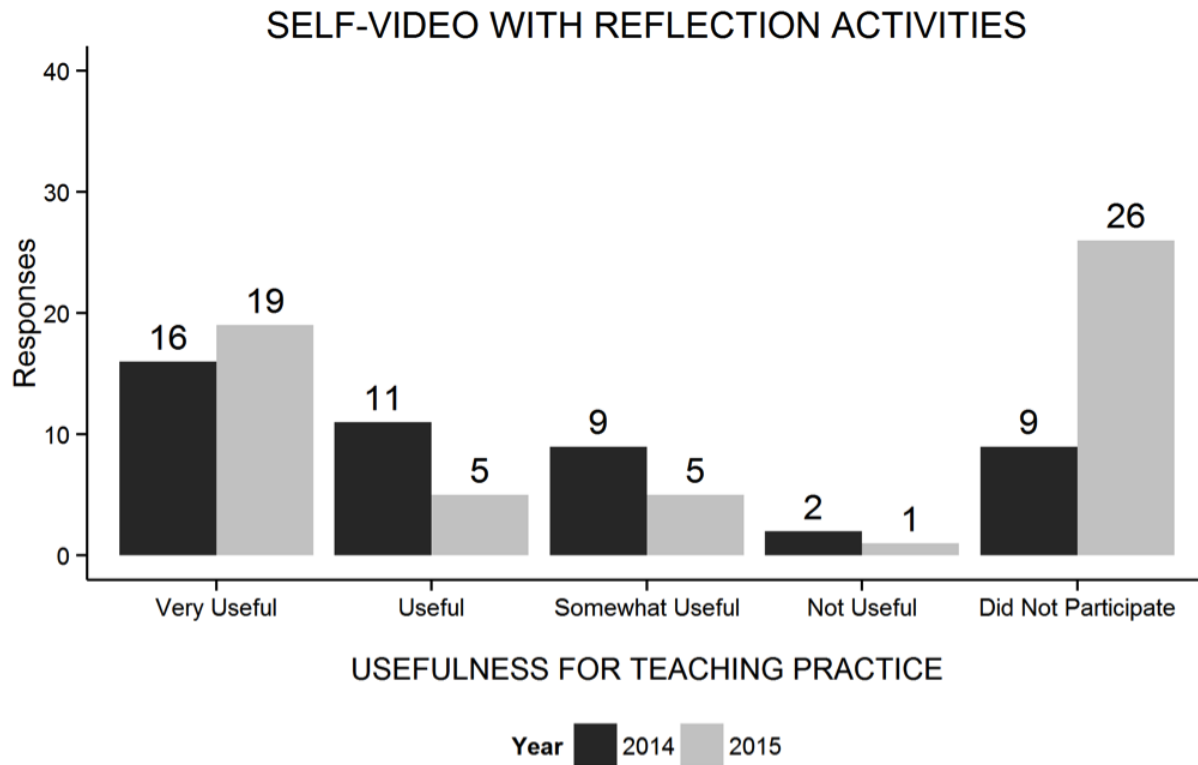 SELF-VIDEO WITH REFLECTION ACTIVITIES
40
30
20
10
0
Responses
16
19
11
5
9
5
2
1
9
26
Very Useful
Useful
Somewhat Useful
Not Useful
Did Not Participate
USEFULNESS FOR TEACHING PRACTICE
Year 2014 2015